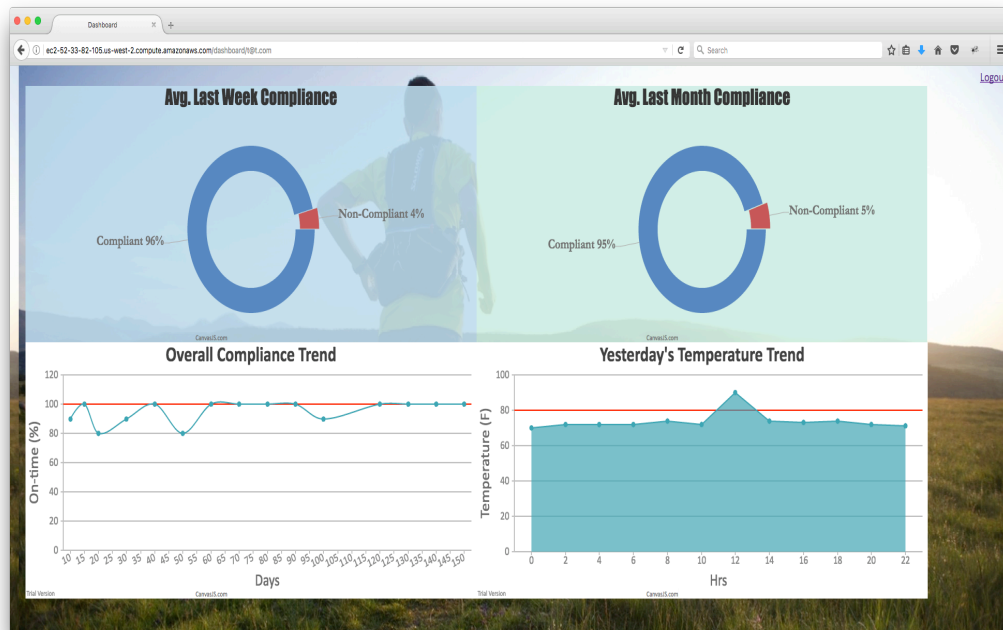 Dashboard
ec2-52-33-82-105.us-west-2.compute.amazonaws.com/dashboard/t@t.com
Search
Logou
Avg. Last Week Compliance
Non-Compliant 4%
Compliant 96%
CanvasJS.com
Avg. Last Month Compliance
Non-Compliant 5%
Compliant 95%
Overall Compliance Trend
On-time (%)
120
100
80
60
40
20
0
10 15 20 25 30 35 40 45 50 55 60 65 70 75 80 85 90 95 100 105 110 115 120 125 130 135 140 145 150
Days
Trial Version
CanvasJS.com
Yesterday's Temperature Trend
Temperature (F)
100
80
60
40
20
0
0 2 4 6 8 10 12 14 16 18 20 22
Hrs
Trial Version
CanvasJS.com